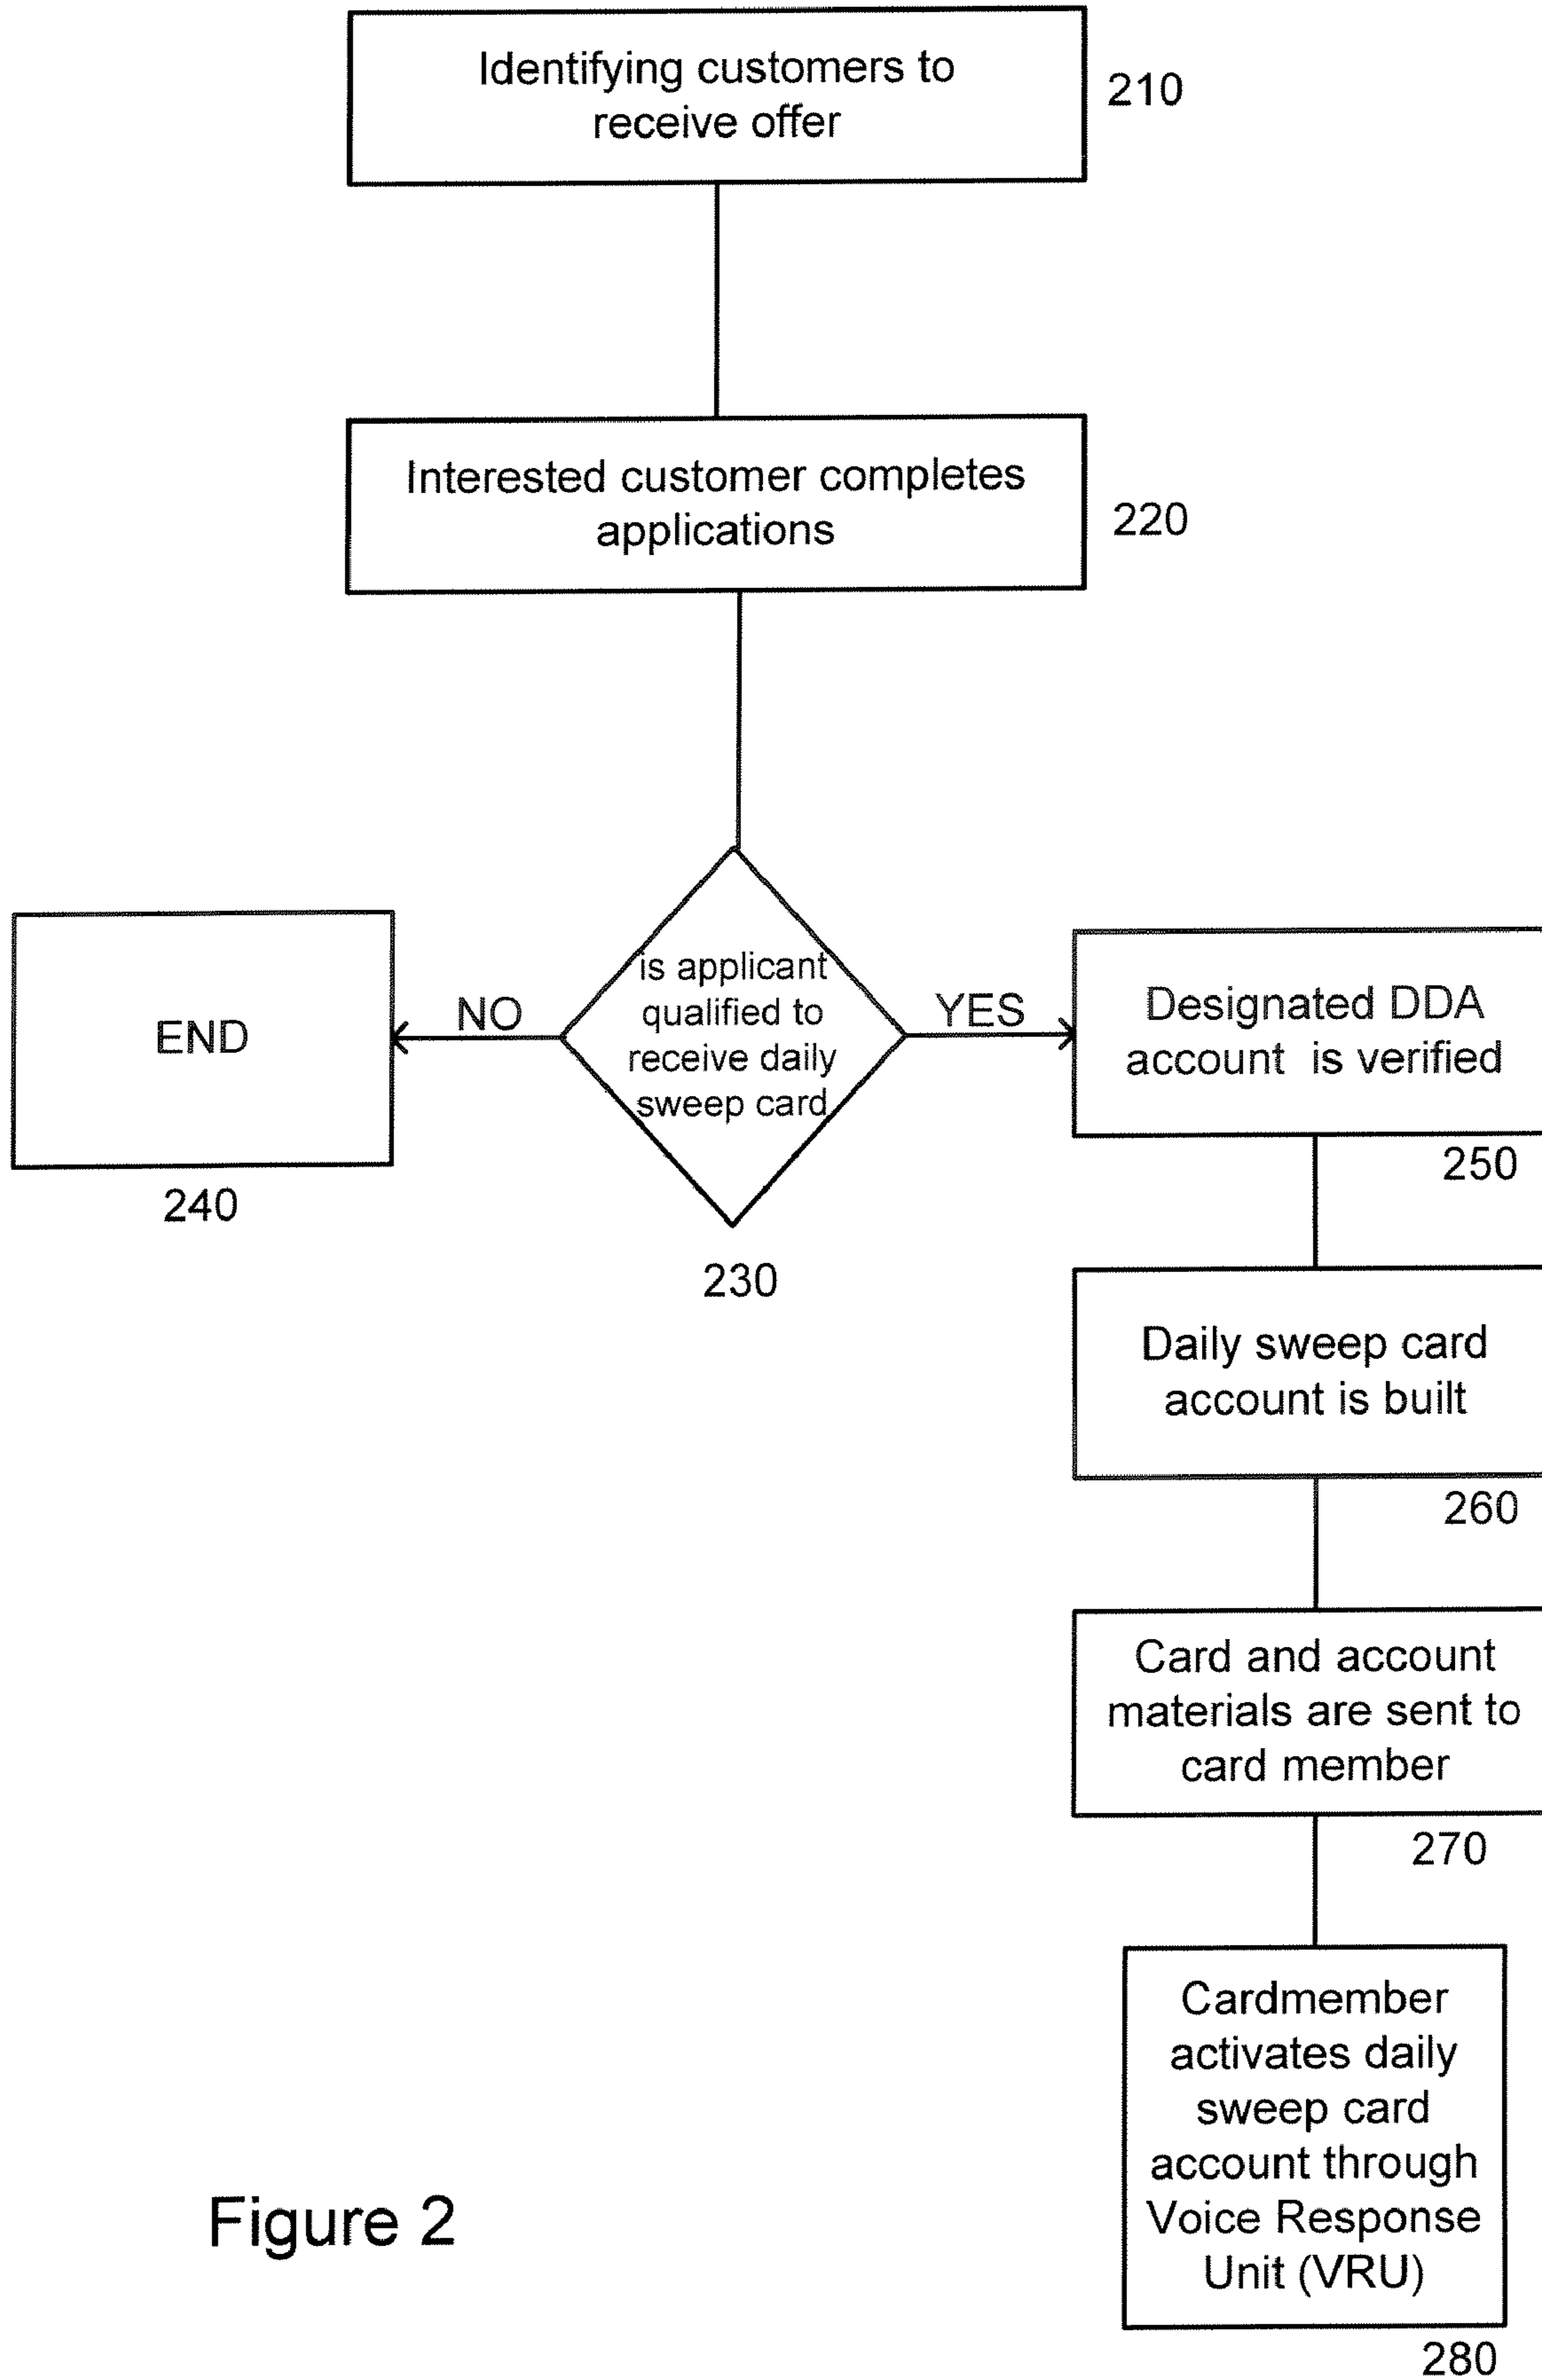 Identifying customers to
receive offer
210
Interested customer completes
applications
220
is applicant
qualified to
receive daily
sweep card
230
NO
END
240
YES
Designated DDA
account is verified
250
Daily sweep card
account is built
260
Card and account
materials are sent to
card member
270
Cardmember
activates daily
sweep card
account through
Voice Response
Unit (VRU)
280
Figure 2